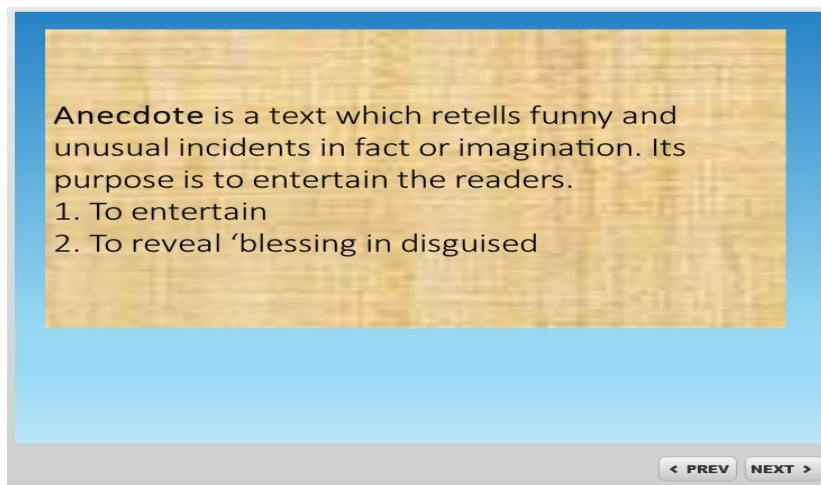 Anecdote is a text which retells funny and
unusual incidents in fact or imagination. Its
purpose is to entertain the readers.
1. To entertain
2. To reveal ‘blessing in disguised
< PREV NEXT >